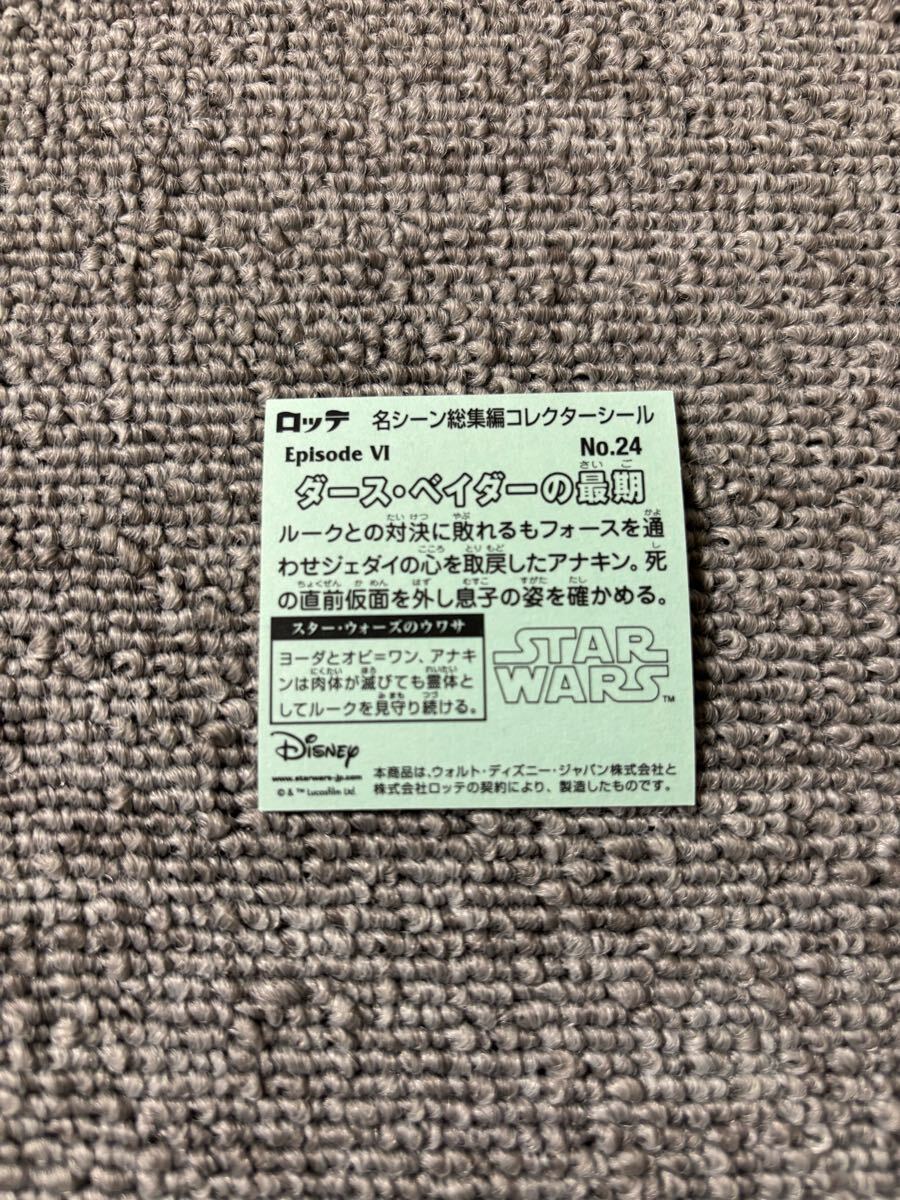 ロッテ 名シーン総集編コレクターシール
Episode VI No.24
ダース・ベイダーの最期
ルークとの対決に敗れるもフォースを通
わせジェダイの心を取戻したアナキン。死
の直前仮面を外し息子の姿を確かめる。
スター・ウォーズのウワサ
ヨーダとオビ=ワン、アナキ
ンは肉体が滅びても霊体と
してルークを見守り続ける。
STAR
WARS™
Disney
www.starwars-jp.com
© & ™ Lucasfilm Ltd.
本商品は、ウォルト・ディズニー・ジャパン株式会社と
株式会社ロッテの契約により、製造したものです。